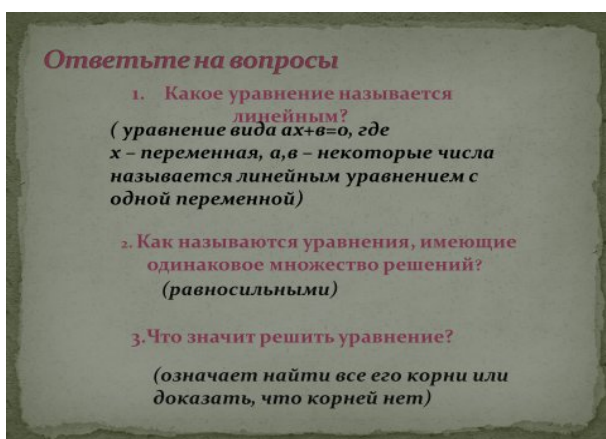 Ответьте на вопросы
1. Какое уравнение называется
линейным?
( уравнение вида ах+в=0, где
х – переменная, а,в – некоторые числа
называется линейным уравнением с
одной переменной)
2. Как называются уравнения, имеющие
одинаковое множество решений?
(равносильными)
3.Что значит решить уравнение?
(означает найти все его корни или
доказать, что корней нет)